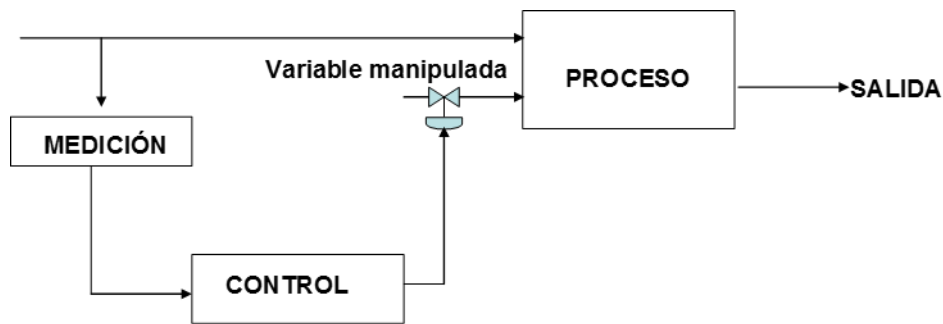 Variable manipulada
PROCESO
SALIDA
MEDICIÓN
CONTROL